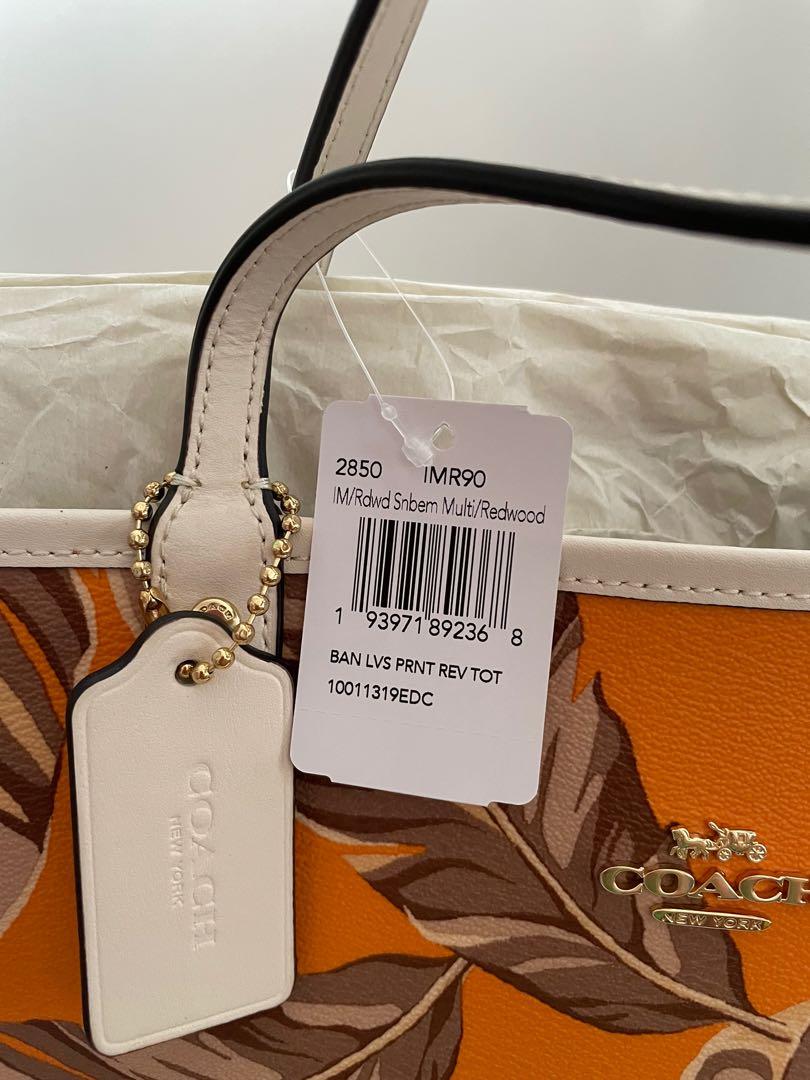 2850 IMR90
IM/Rdwd Snbem Multi/Redwood
1 93971 89236 8
BAN LVS PRNT REV TOT
10011319EDC
COACH
NEW YORK
COACH
NEW YORK